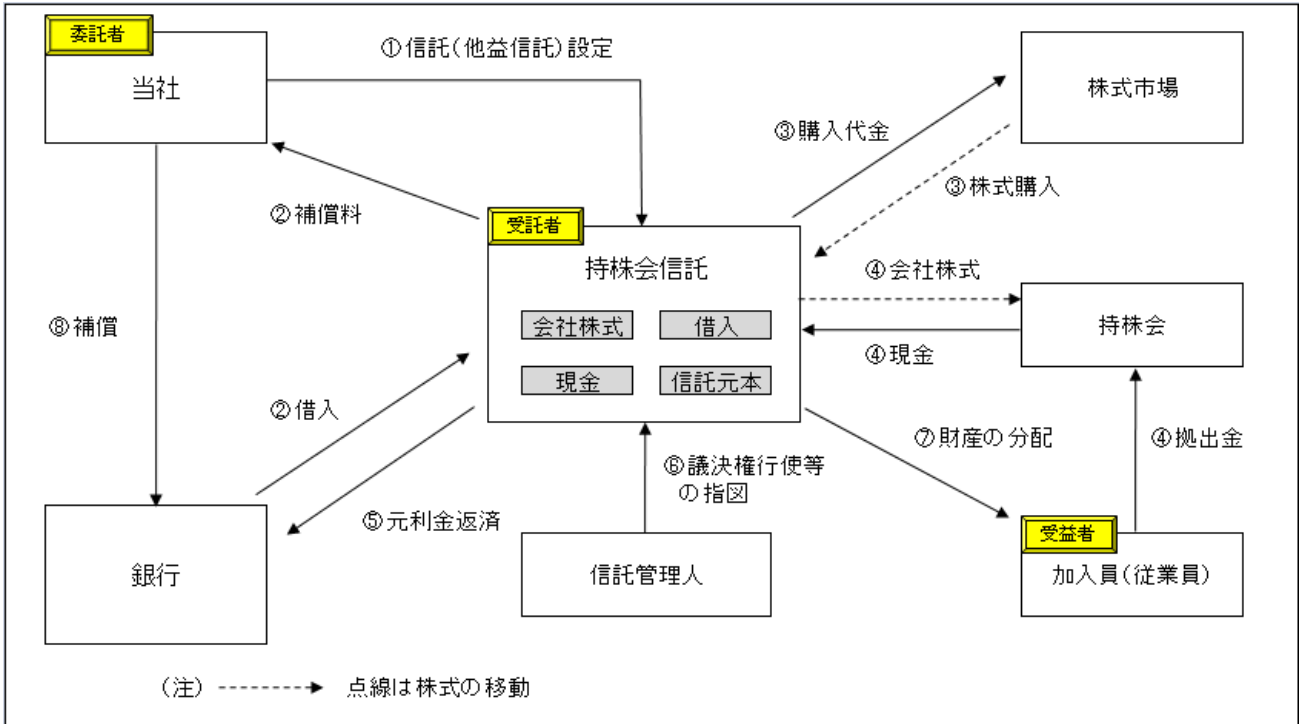 委託者
当社
①信託(他益信託)設定
株式市場
③購入代金
③株式購入
②補償料
受託者
持株会信託
④会社株式
会社株式
借入
現金
信託元本
持株会
④現金
⑧補償
②借入
⑦財産の分配
④拠出金
⑥議決権行使等
の指図
⑤元利金返済
受益者
銀行
信託管理人
加入員(従業員)
(注)
点線は株式の移動